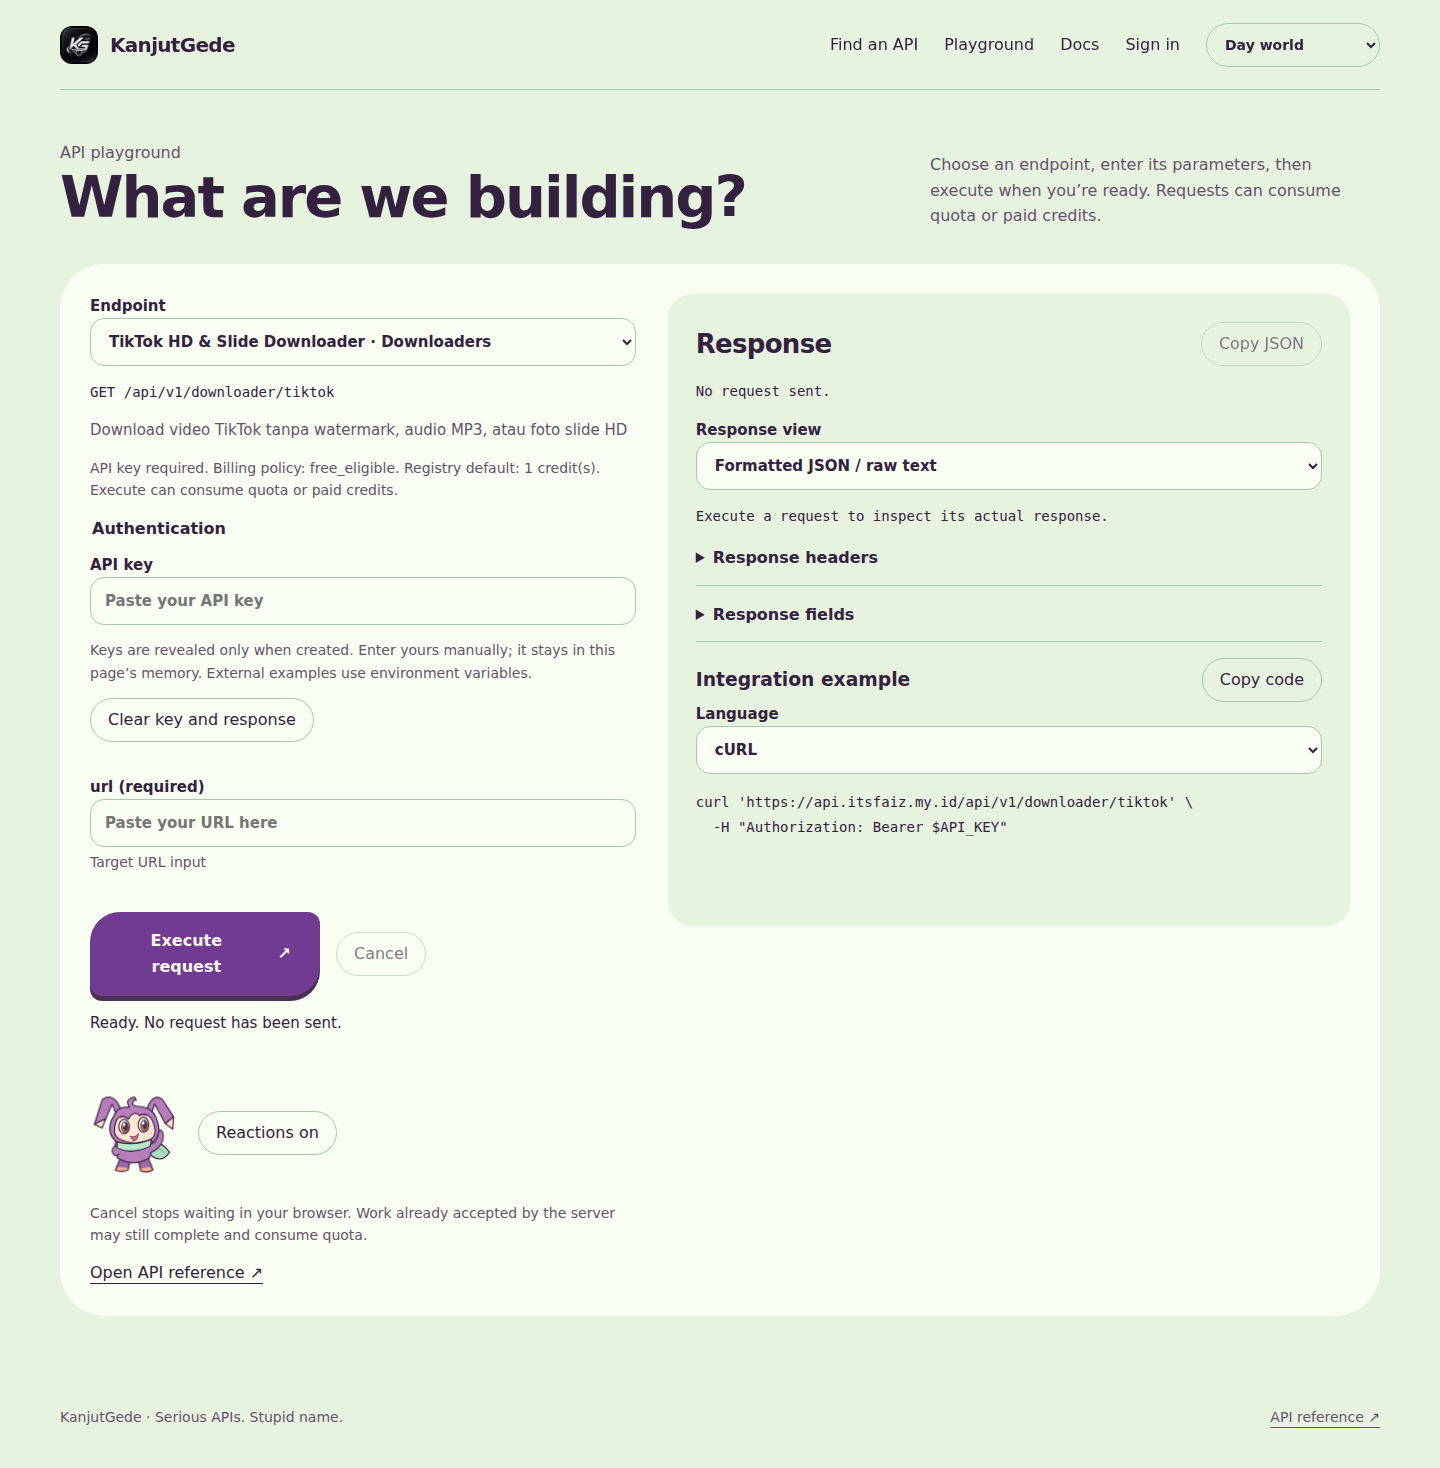 KG
KanjutGede
Find an API
Playground
Docs
Sign in
Day world
API playground
What are we building?
Choose an endpoint, enter its parameters, then
execute when you’re ready. Requests can consume
quota or paid credits.
Endpoint
TikTok HD & Slide Downloader · Downloaders
GET /api/v1/downloader/tiktok
Download video TikTok tanpa watermark, audio MP3, atau foto slide HD
API key required. Billing policy: free_eligible. Registry default: 1 credit(s).
Execute can consume quota or paid credits.
Authentication
API key
Paste your API key
Keys are revealed only when created. Enter yours manually; it stays in this
page’s memory. External examples use environment variables.
Clear key and response
url (required)
Paste your URL here
Target URL input
Execute
request ↗
Cancel
Ready. No request has been sent.
Reactions on
Cancel stops waiting in your browser. Work already accepted by the server
may still complete and consume quota.
Open API reference ↗
Response
Copy JSON
No request sent.
Response view
Formatted JSON / raw text
Execute a request to inspect its actual response.
▶ Response headers
▶ Response fields
Integration example
Copy code
Language
cURL
curl 'https://api.itsfaiz.my.id/api/v1/downloader/tiktok' \
  -H "Authorization: Bearer $API_KEY"
KanjutGede · Serious APIs. Stupid name.
API reference ↗